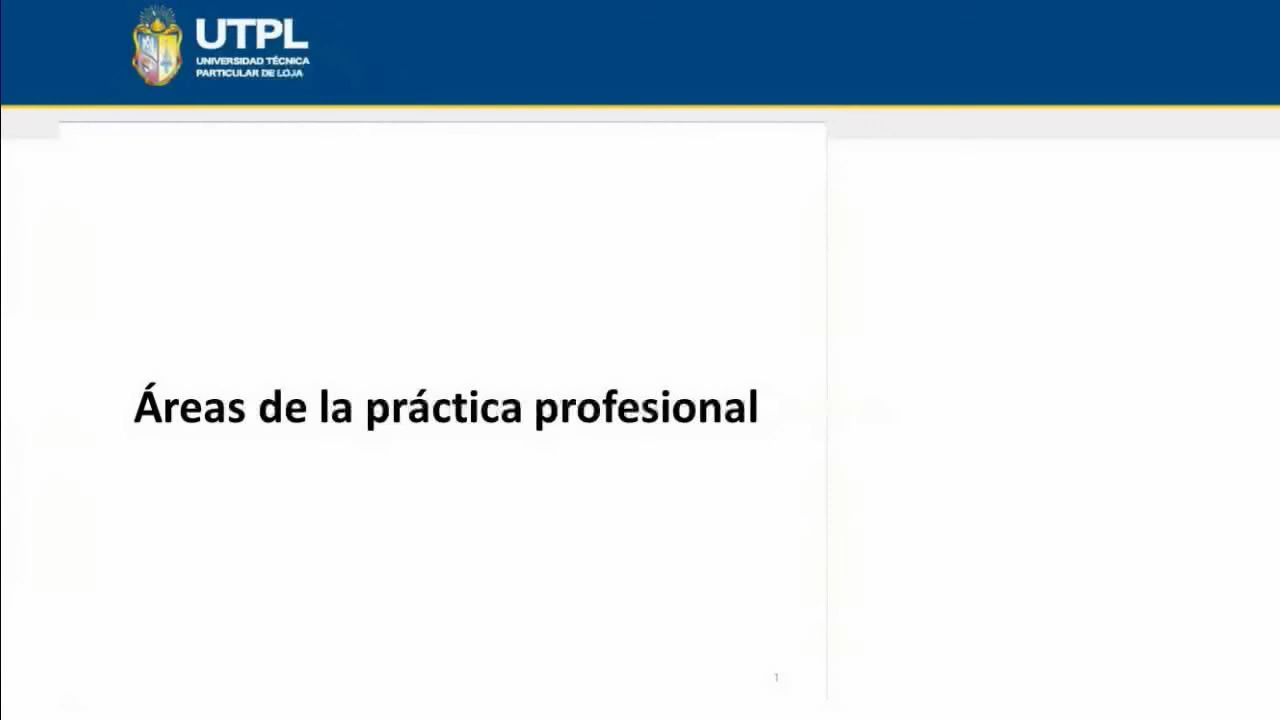 UTPL
UNIVERSIDAD TÉCNICA
PARTICULAR DE LOJA
Áreas de la práctica profesional
1